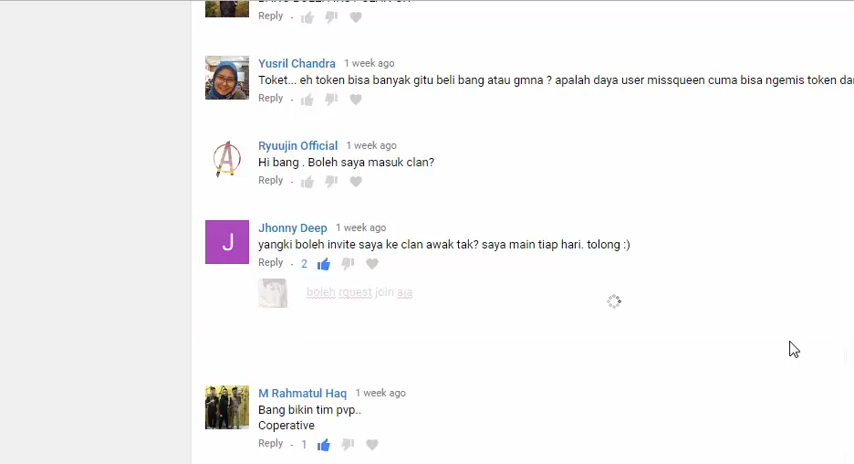 Reply
Yusril Chandra 1 week ago
Toket... eh token bisa banyak gitu beli bang atau gmna ? apalah daya user missqueen cuma bisa ngemis token
Reply
Ryuujin Official 1 week ago
Hi bang . Boleh saya masuk clan?
Reply
J
Jhonny Deep 1 week ago
yangki boleh invite saya ke clan awak tak? saya main tiap hari. tolong :)
Reply 2
boleh rquest join aja
M Rahmatul Haq 1 week ago
Bang bikin tim pvp..
Coperative
Reply 1